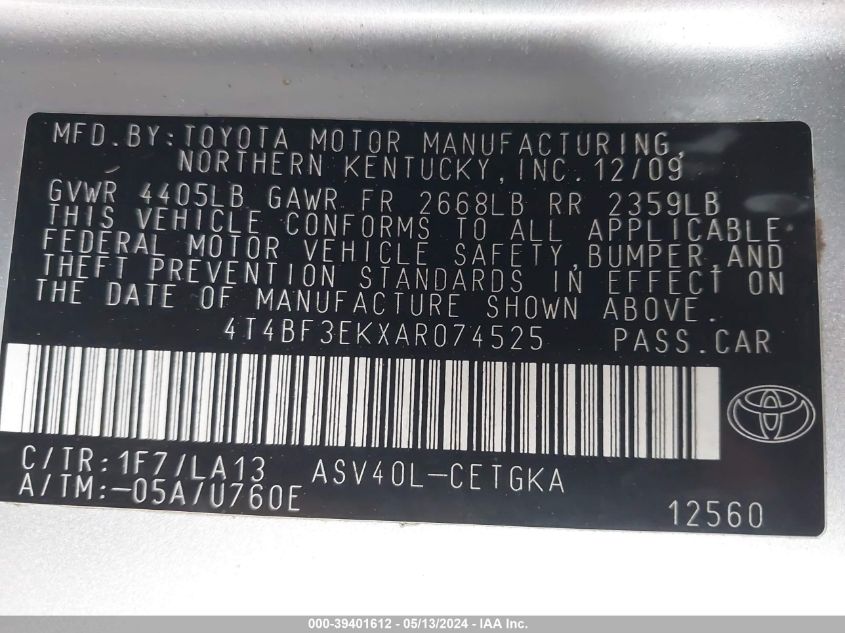 MFD.BY:TOYOTA MOTOR MANUFACTURING,
NORTHERN KENTUCKY,INC.12/09
GVWR 4405LB GAWR FR 2668LB RR 2359LB
THIS VEHICLE CONFORMS TO ALL APPLICABLE
FEDERAL MOTOR VEHICLE SAFETY,BUMPER,AND
THEFT PREVENTION STANDARDS IN EFFECT ON
THE DATE OF MANUFACTURE SHOWN ABOVE.
4T4BF3EKXAR074525 PASS.CAR
C/TR:1F7/LA13 ASV40L-CETGKA
A/TM:-05A/U760E
12560
000-39401612 - 05/13/2024 - IAA Inc.